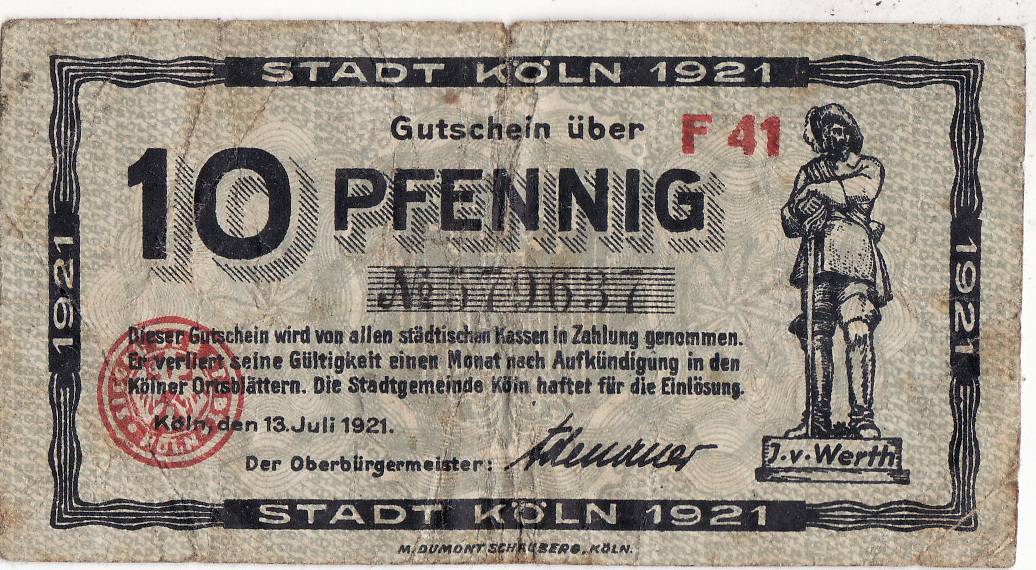 STADT KÖLN 1921
Gutschein über
F 41
10 PFENNIG
№ 579637
1921
1921
Dieser Gutschein wird von allen städtischen Kassen in Zahlung genommen.
Er verliert seine Gültigkeit einen Monat nach Aufkündigung in den
Kölner Ortsblättern. Die Stadtgemeinde Köln haftet für die Einlösung.
Köln, den 13. Juli 1921.
Der Oberbürgermeister: Adenauer
J. v. Werth
KÖLN
STADT KÖLN 1921
M. DUMONT SCHAUBERG, KÖLN.